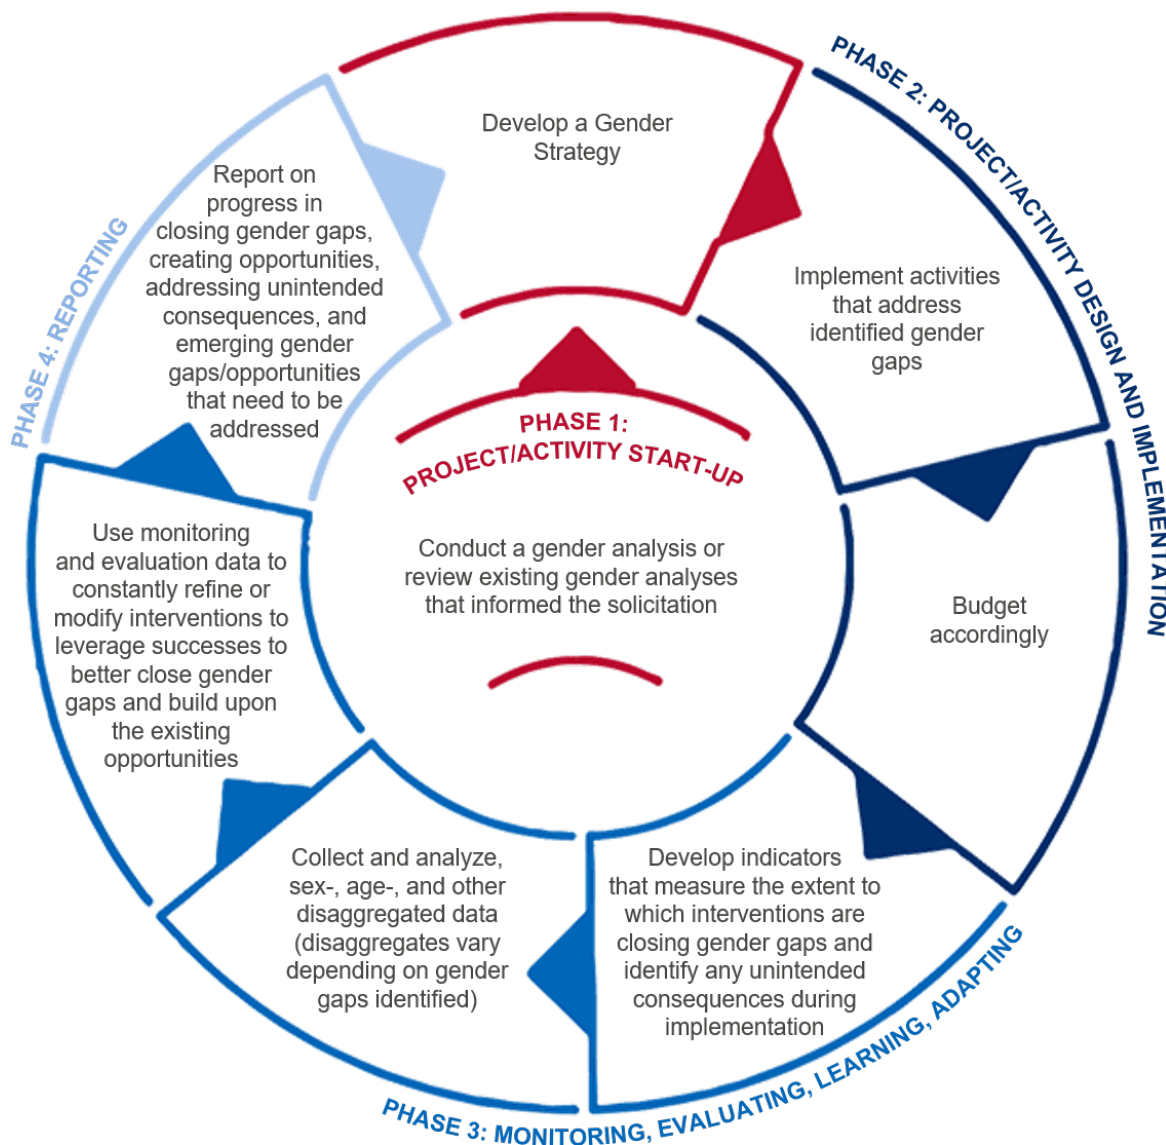 PHASE 1:
PROJECT/ACTIVITY START-UP
Conduct a gender analysis or
review existing gender analyses
that informed the solicitation
Develop a Gender
Strategy
PHASE 2: PROJECT/ACTIVITY DESIGN AND IMPLEMENTATION
Implement activities
that address
identified gender
gaps
Budget
accordingly
PHASE 3: MONITORING, EVALUATING, LEARNING, ADAPTING
Develop indicators
that measure the extent to
which interventions are
closing gender gaps and
identify any unintended
consequences during
implementation
Collect and analyze,
sex-, age-, and other
disaggregated data
(disaggregates vary
depending on gender
gaps identified)
Use monitoring
and evaluation data to
constantly refine or
modify interventions to
leverage successes to
better close gender
gaps and build upon
the existing
opportunities
PHASE 4: REPORTING
Report on
progress in
closing gender gaps,
creating opportunities,
addressing unintended
consequences, and
emerging gender
gaps/opportunities
that need to be
addressed